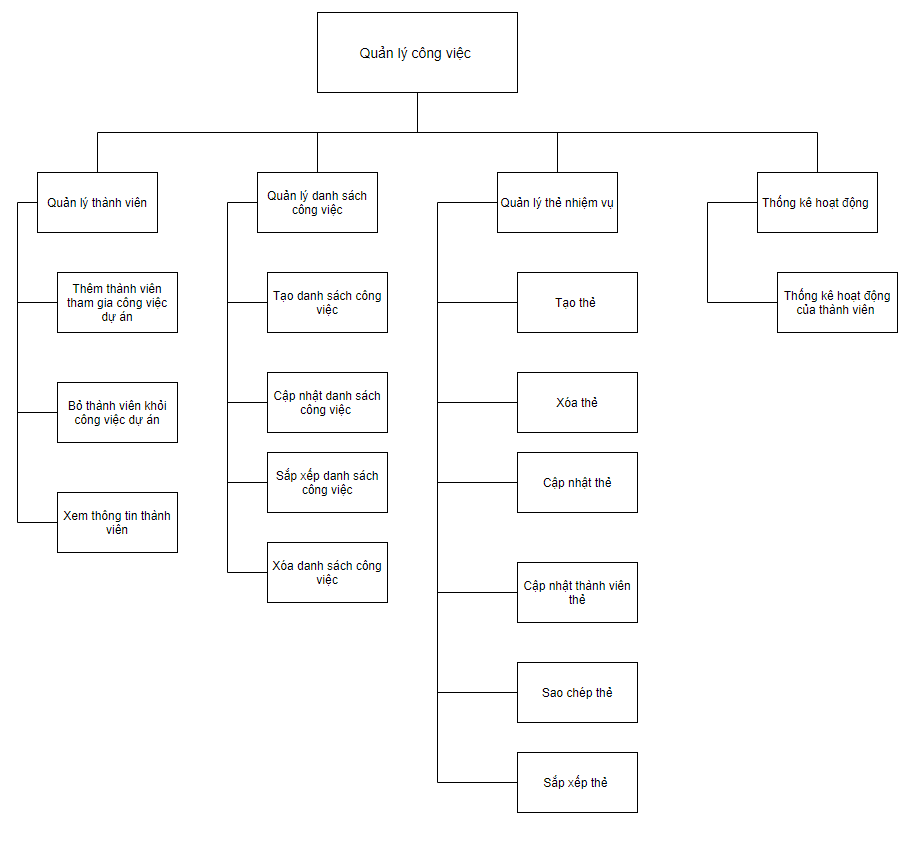 Quản lý công việc
Quản lý thành viên
Thêm thành viên
tham gia công việc
dự án
Bỏ thành viên khỏi
công việc dự án
Xem thông tin thành
viên
Quản lý danh sách
công việc
Tạo danh sách công
việc
Cập nhật danh sách
công việc
Sắp xếp danh sách
công việc
Xóa danh sách công
việc
Quản lý thẻ nhiệm vụ
Tạo thẻ
Xóa thẻ
Cập nhật thẻ
Cập nhật thành viên
thẻ
Sao chép thẻ
Sắp xếp thẻ
Thống kê hoạt động
Thống kê hoạt động
của thành viên